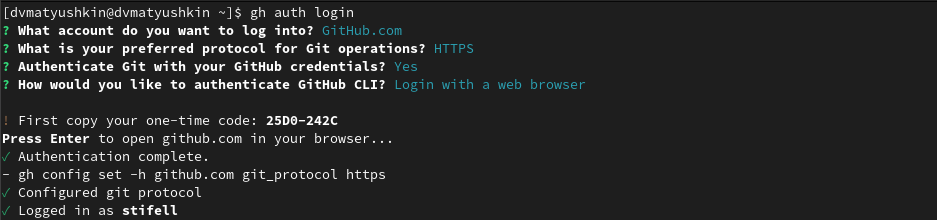 [dvmatyushkin@dvmatyushkin ~]$ gh auth login
? What account do you want to log into? GitHub.com
? What is your preferred protocol for Git operations? HTTPS
? Authenticate Git with your GitHub credentials? Yes
? How would you like to authenticate GitHub CLI? Login with a web browser
! First copy your one-time code: 25D0-242C
Press Enter to open github.com in your browser...
✓ Authentication complete.
- gh config set -h github.com git_protocol https
✓ Configured git protocol
✓ Logged in as stifell